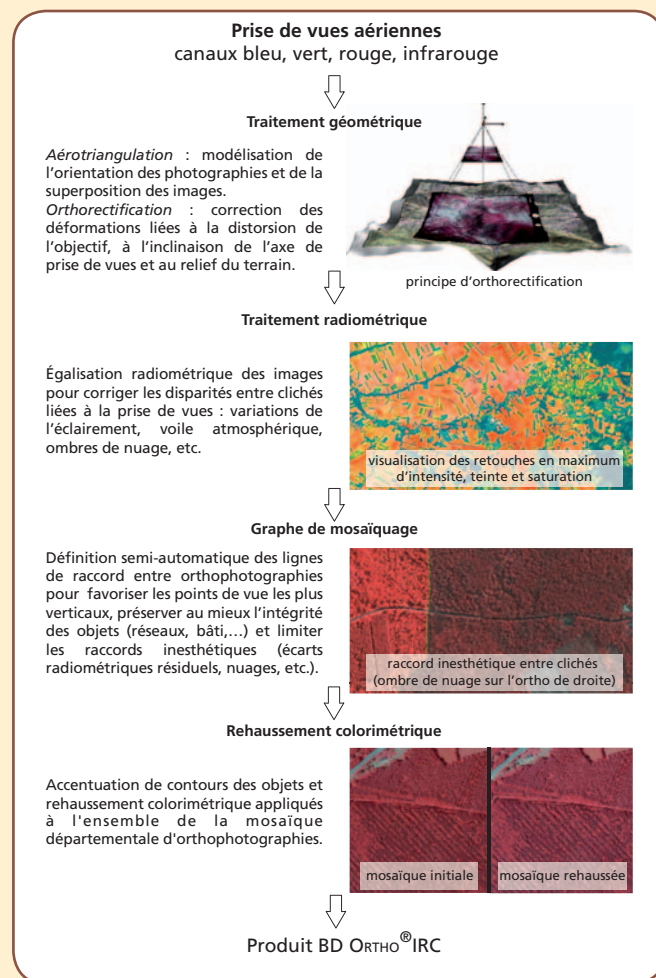 Prise de vues aériennes
canaux bleu, vert, rouge, infrarouge
Traitement géométrique
Aérotriangulation : modélisation de
l'orientation des photographies et de la
superposition des images.
Orthorectification : correction des
déformations liées à la distorsion de
l'objectif, à l'inclinaison de l'axe de
prise de vues et au relief du terrain.
principe d'orthorectification
Traitement radiométrique
Égalisation radiométrique des images
pour corriger les disparités entre clichés
liées à la prise de vues : variations de
l'éclairement, voile atmosphérique,
ombres de nuage, etc.
visualisation des retouches en maximum
d'intensité, teinte et saturation
Graphe de mosaïquage
Définition semi-automatique des lignes
de raccord entre orthophotographies
pour favoriser les points de vue les plus
verticaux, préserver au mieux l'intégrité
des objets (réseaux, bâti,...) et limiter
les raccords inesthétiques (écarts
radiométriques résiduels, nuages, etc.).
raccord inesthétique entre clichés
(ombre de nuage sur l'ortho de droite)
Rehaussement colorimétrique
Accentuation de contours des objets et
rehaussement colorimétrique appliqués
à l'ensemble de la mosaïque
départementale d'orthophotographies.
mosaïque initiale
mosaïque rehaussée
Produit BD ORTHO®IRC